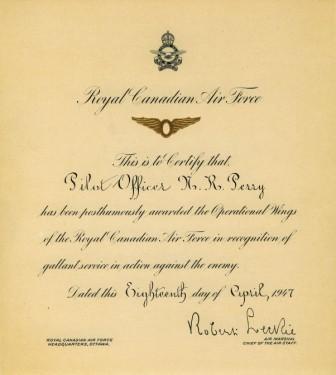 Royal Canadian Air Force
This is to Certify that
Pilot Officer N. R. Perry
has been posthumously awarded the Operational Wings
of the Royal Canadian Air Force in recognition of
gallant service in action against the enemy.
Dated this Eighteenth day of April, 1947
Robert Leckie
ROYAL CANADIAN AIR FORCE
HEADQUARTERS, OTTAWA.
AIR MARSHAL
CHIEF OF THE AIR STAFF.